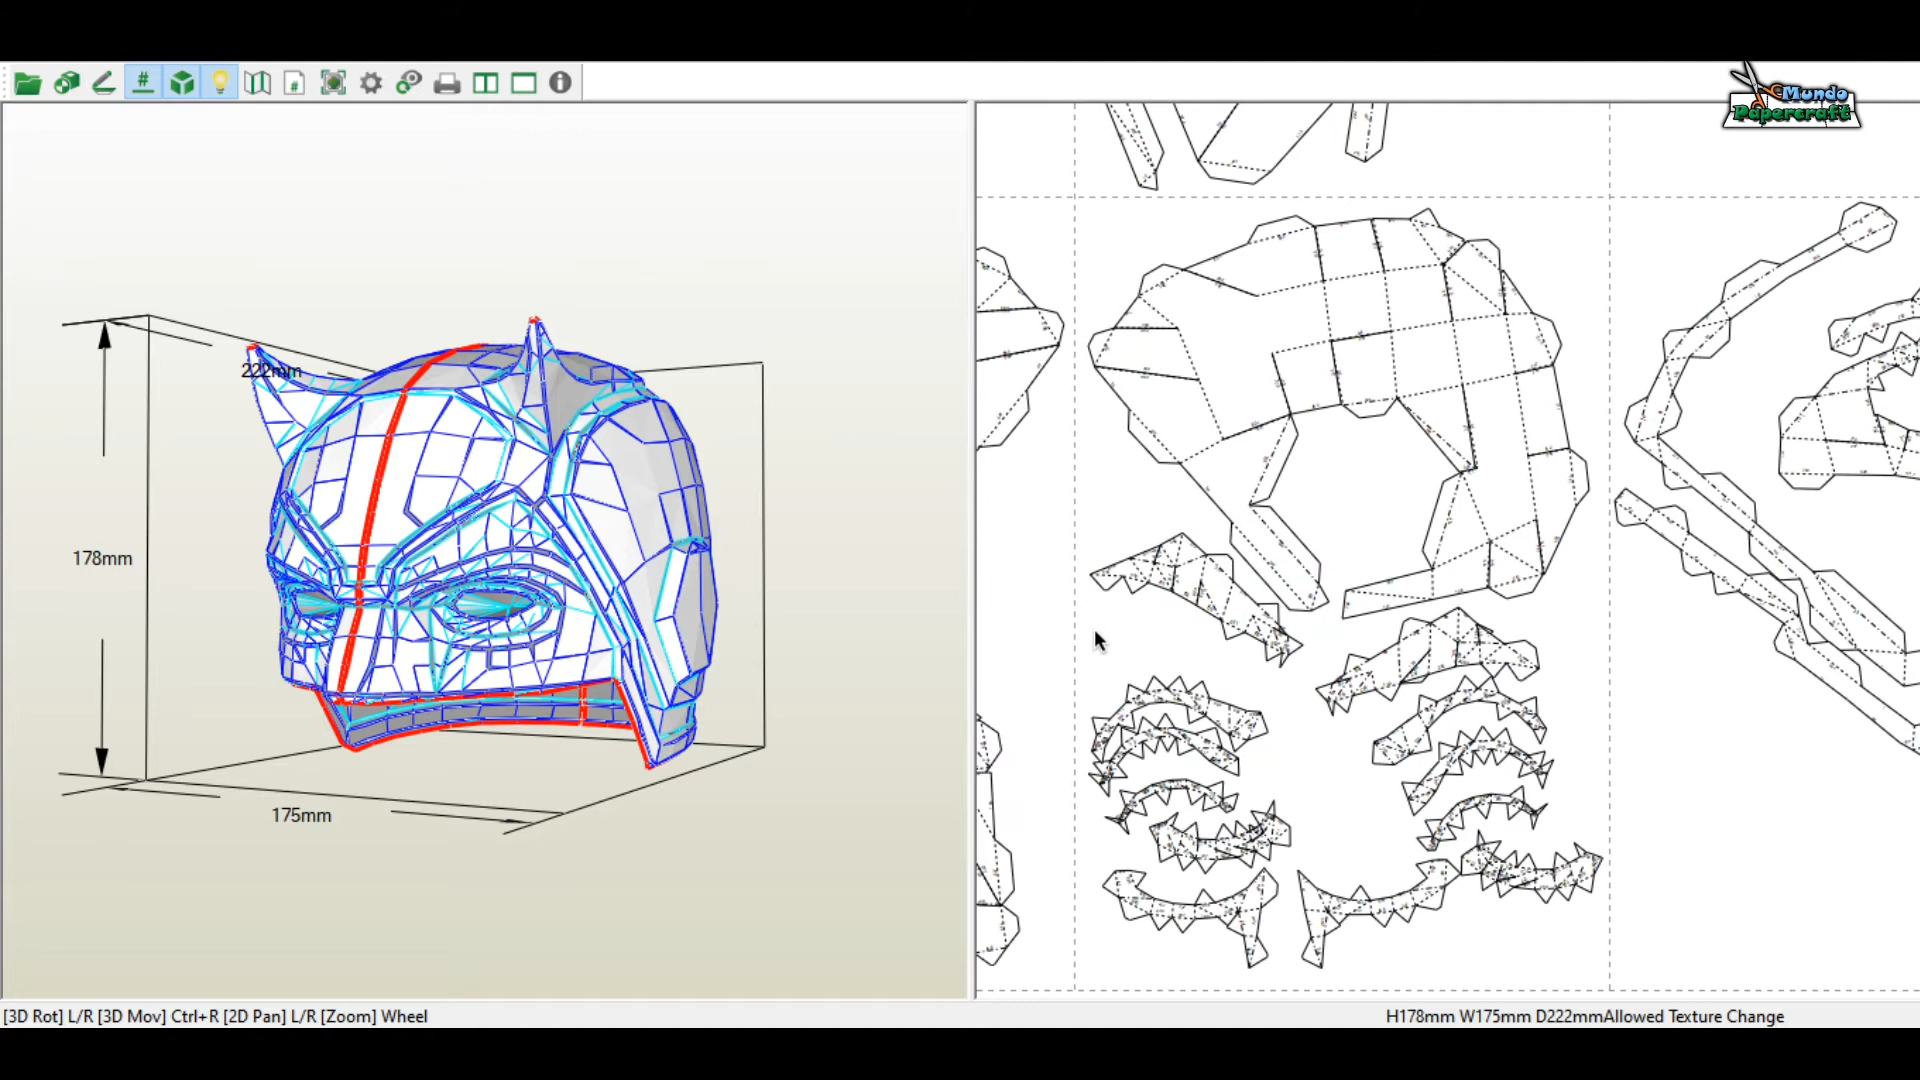 Mundo
Papercraft
222mm
178mm
175mm
[3D Rot] L/R [3D Mov] Ctrl+R [2D Pan] L/R [Zoom] Wheel
H178mm W175mm D222mmAllowed Texture Change